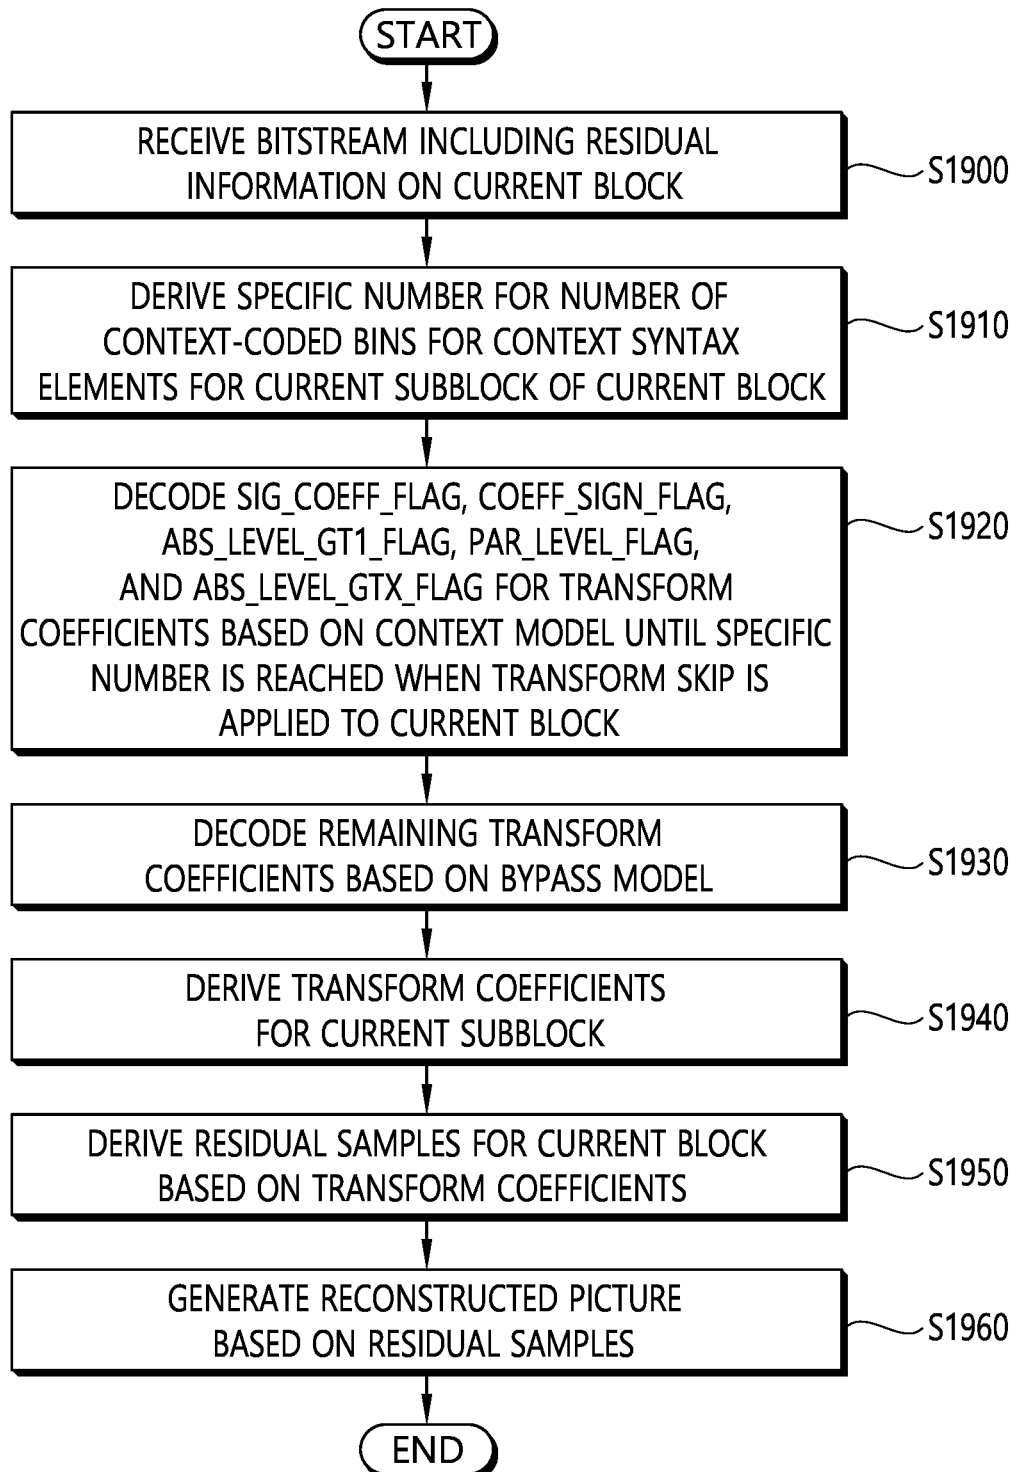 START
RECEIVE BITSTREAM INCLUDING RESIDUAL
INFORMATION ON CURRENT BLOCK
S1900
DERIVE SPECIFIC NUMBER FOR NUMBER OF
CONTEXT-CODED BINS FOR CONTEXT SYNTAX
ELEMENTS FOR CURRENT SUBBLOCK OF CURRENT BLOCK
S1910
DECODE SIG_COEFF_FLAG, COEFF_SIGN_FLAG,
ABS_LEVEL_GT1_FLAG, PAR_LEVEL_FLAG,
AND ABS_LEVEL_GTX_FLAG FOR TRANSFORM
COEFFICIENTS BASED ON CONTEXT MODEL UNTIL SPECIFIC
NUMBER IS REACHED WHEN TRANSFORM SKIP IS
APPLIED TO CURRENT BLOCK
S1920
DECODE REMAINING TRANSFORM
COEFFICIENTS BASED ON BYPASS MODEL
S1930
DERIVE TRANSFORM COEFFICIENTS
FOR CURRENT SUBBLOCK
S1940
DERIVE RESIDUAL SAMPLES FOR CURRENT BLOCK
BASED ON TRANSFORM COEFFICIENTS
S1950
GENERATE RECONSTRUCTED PICTURE
BASED ON RESIDUAL SAMPLES
S1960
END